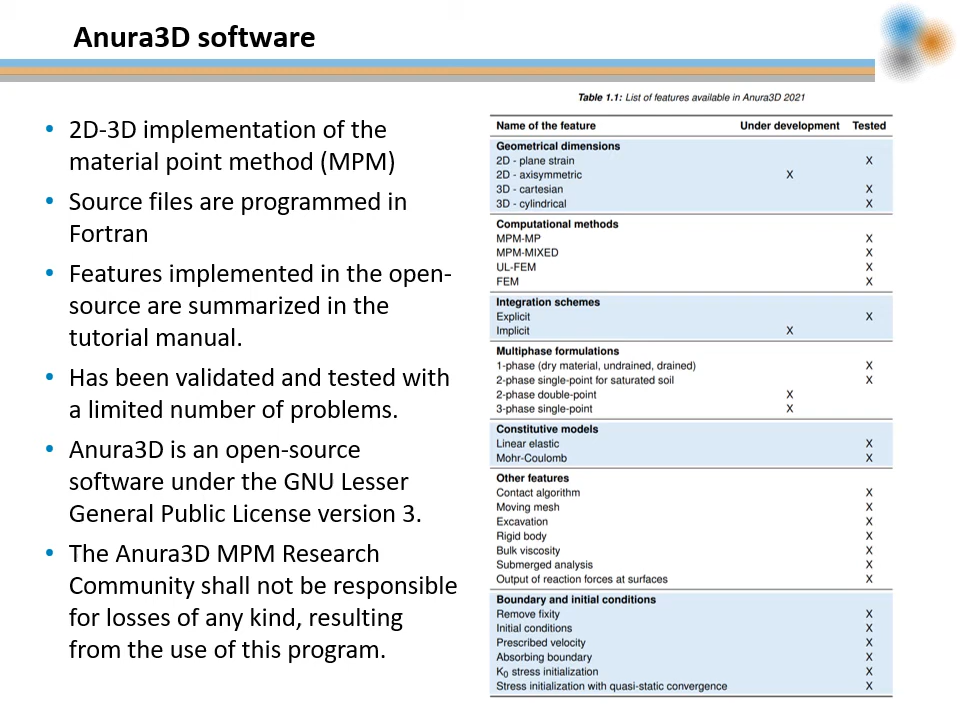 Anura3D software
• 2D-3D implementation of the
material point method (MPM)
• Source files are programmed in
Fortran
• Features implemented in the open-
source are summarized in the
tutorial manual.
• Has been validated and tested with
a limited number of problems.
• Anura3D is an open-source
software under the GNU Lesser
General Public License version 3.
• The Anura3D MPM Research
Community shall not be responsible
for losses of any kind, resulting
from the use of this program.
Table 1.1: List of features available in Anura3D 2021
Name of the feature Under development Tested
Geometrical dimensions
2D - plane strain X
2D - axisymmetric X
3D - cartesian X
3D - cylindrical X
Computational methods
MPM-MP X
MPM-MIXED X
UL-FEM X
FEM X
Integration schemes
Explicit X
Implicit X
Multiphase formulations
1-phase (dry material, undrained, drained) X
2-phase single-point for saturated soil X
2-phase double-point X
3-phase single-point X
Constitutive models
Linear elastic X
Mohr-Coulomb X
Other features
Contact algorithm X
Moving mesh X
Excavation X
Rigid body X
Bulk viscosity X
Submerged analysis X
Output of reaction forces at surfaces X
Boundary and initial conditions
Remove fixity X
Initial conditions X
Prescribed velocity X
Absorbing boundary X
K₀ stress initialization X
Stress initialization with quasi-static convergence X